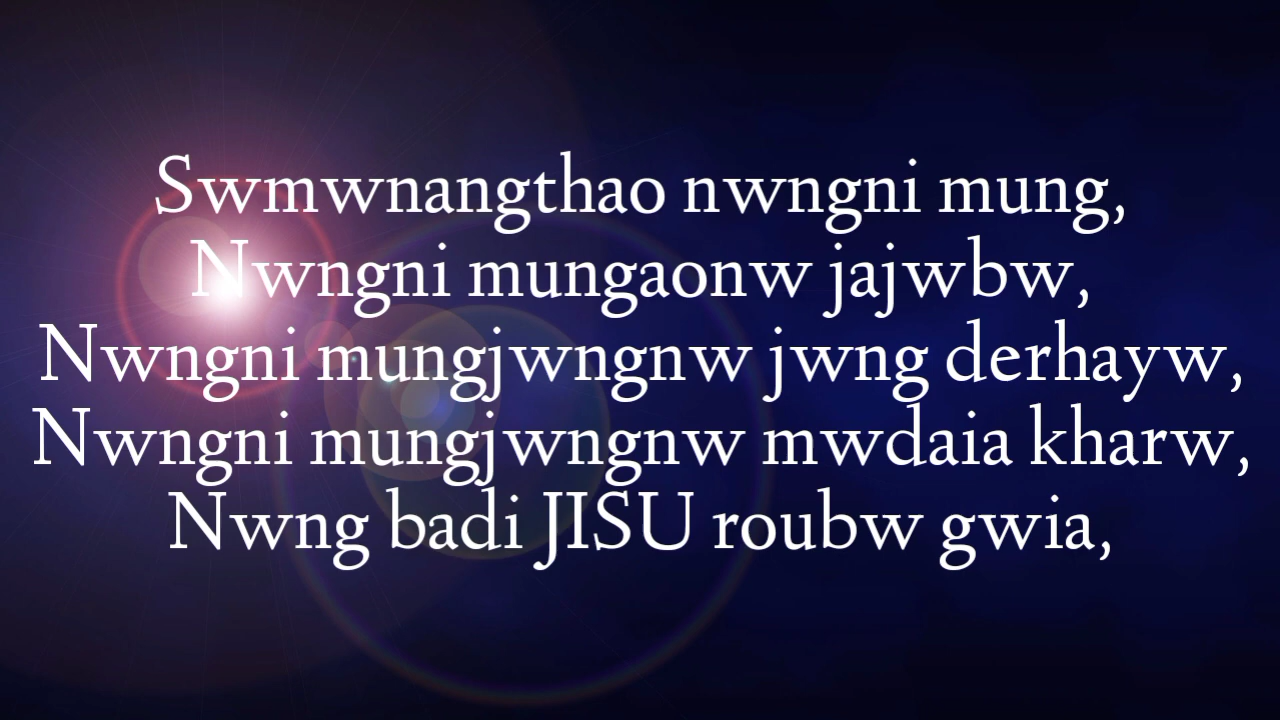 Swmwnangthao nwngni mung,
Nwngni mungaonw jajwbw,
Nwngni mungjwngnw jwng derhayw,
Nwngni mungjwngnw mwdaia kharw,
Nwng badi JISU roubw gwia,